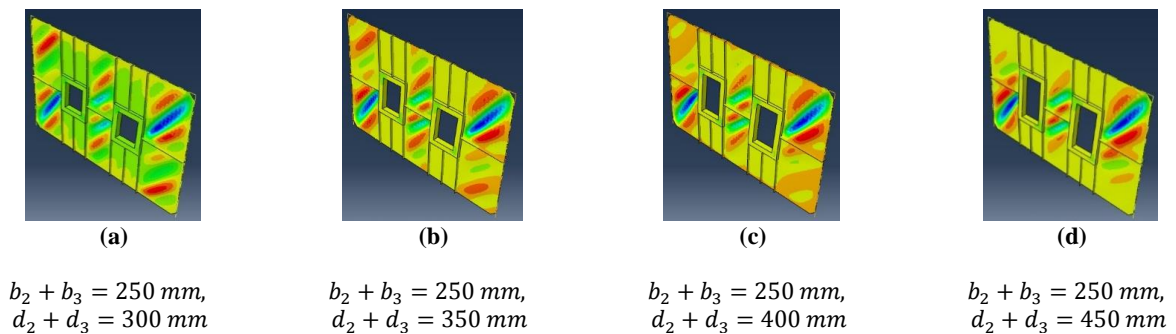 (a)
(b)
(c)
(d)
b₂ + b₃ = 250 mm,
d₂ + d₃ = 300 mm
b₂ + b₃ = 250 mm,
d₂ + d₃ = 350 mm
b₂ + b₃ = 250 mm,
d₂ + d₃ = 400 mm
b₂ + b₃ = 250 mm,
d₂ + d₃ = 450 mm